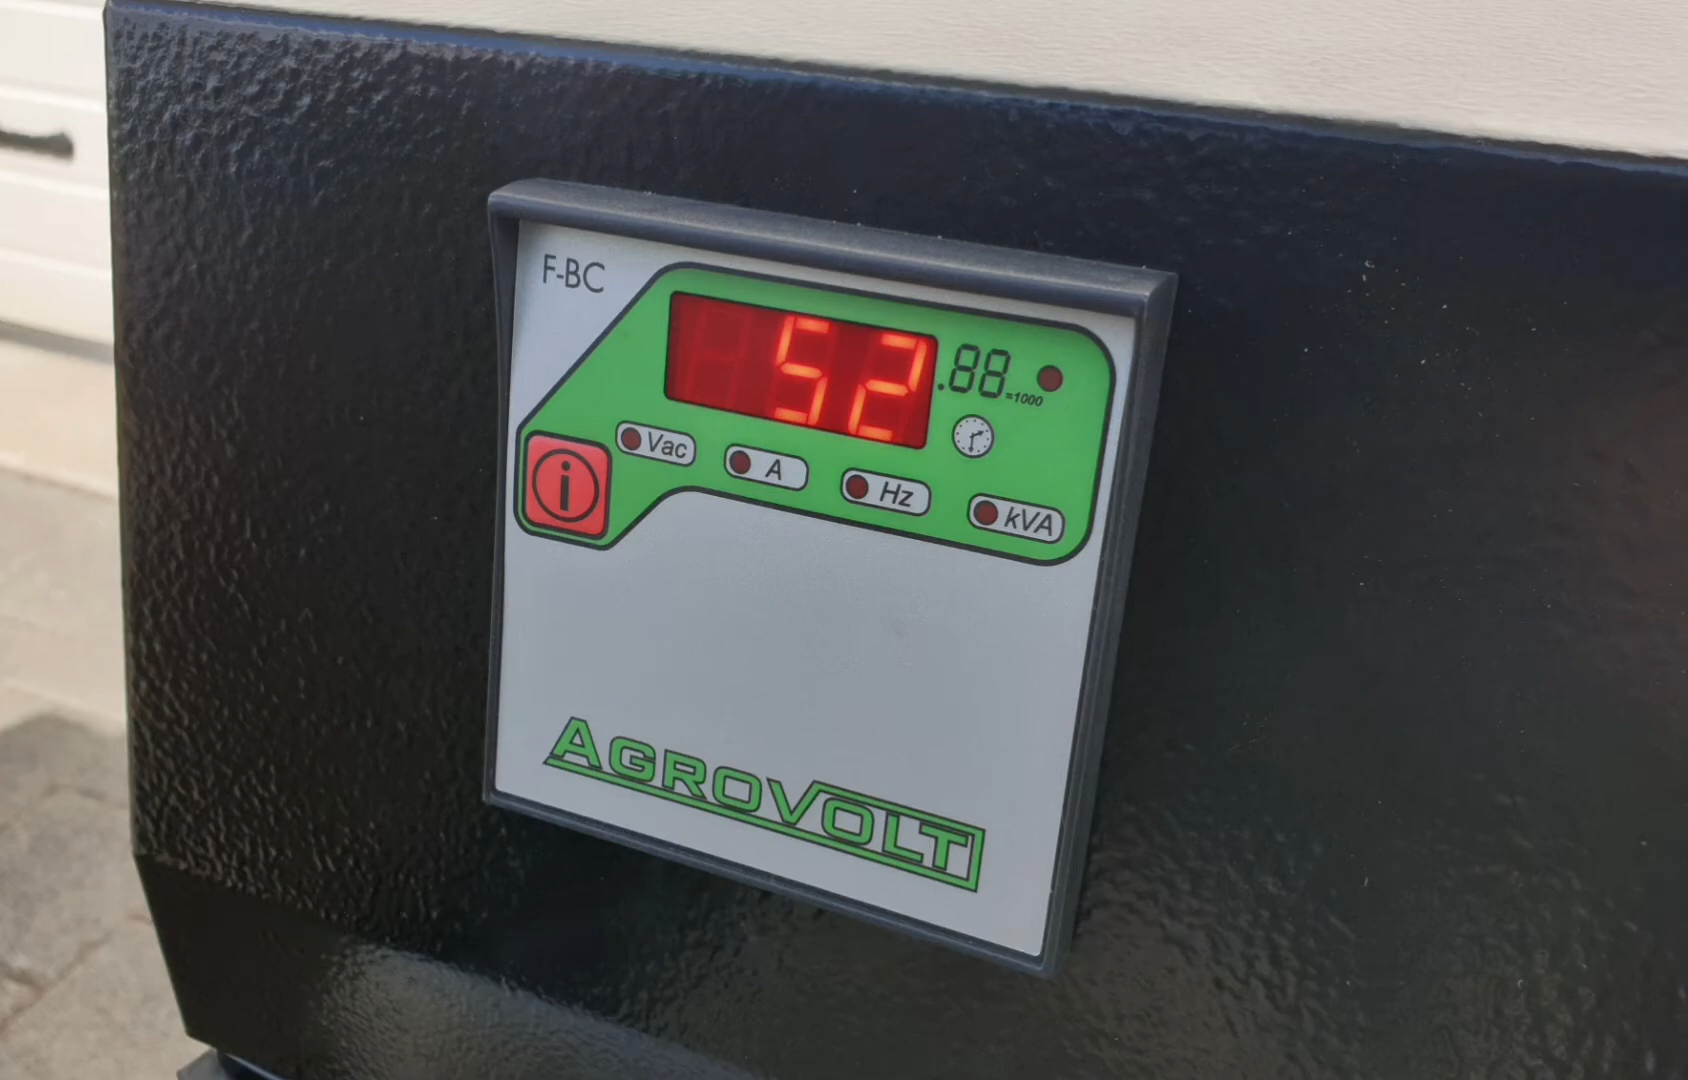 F-BC
52
.88
=1000
i
Vac
A
Hz
kVA
AGROVOLT